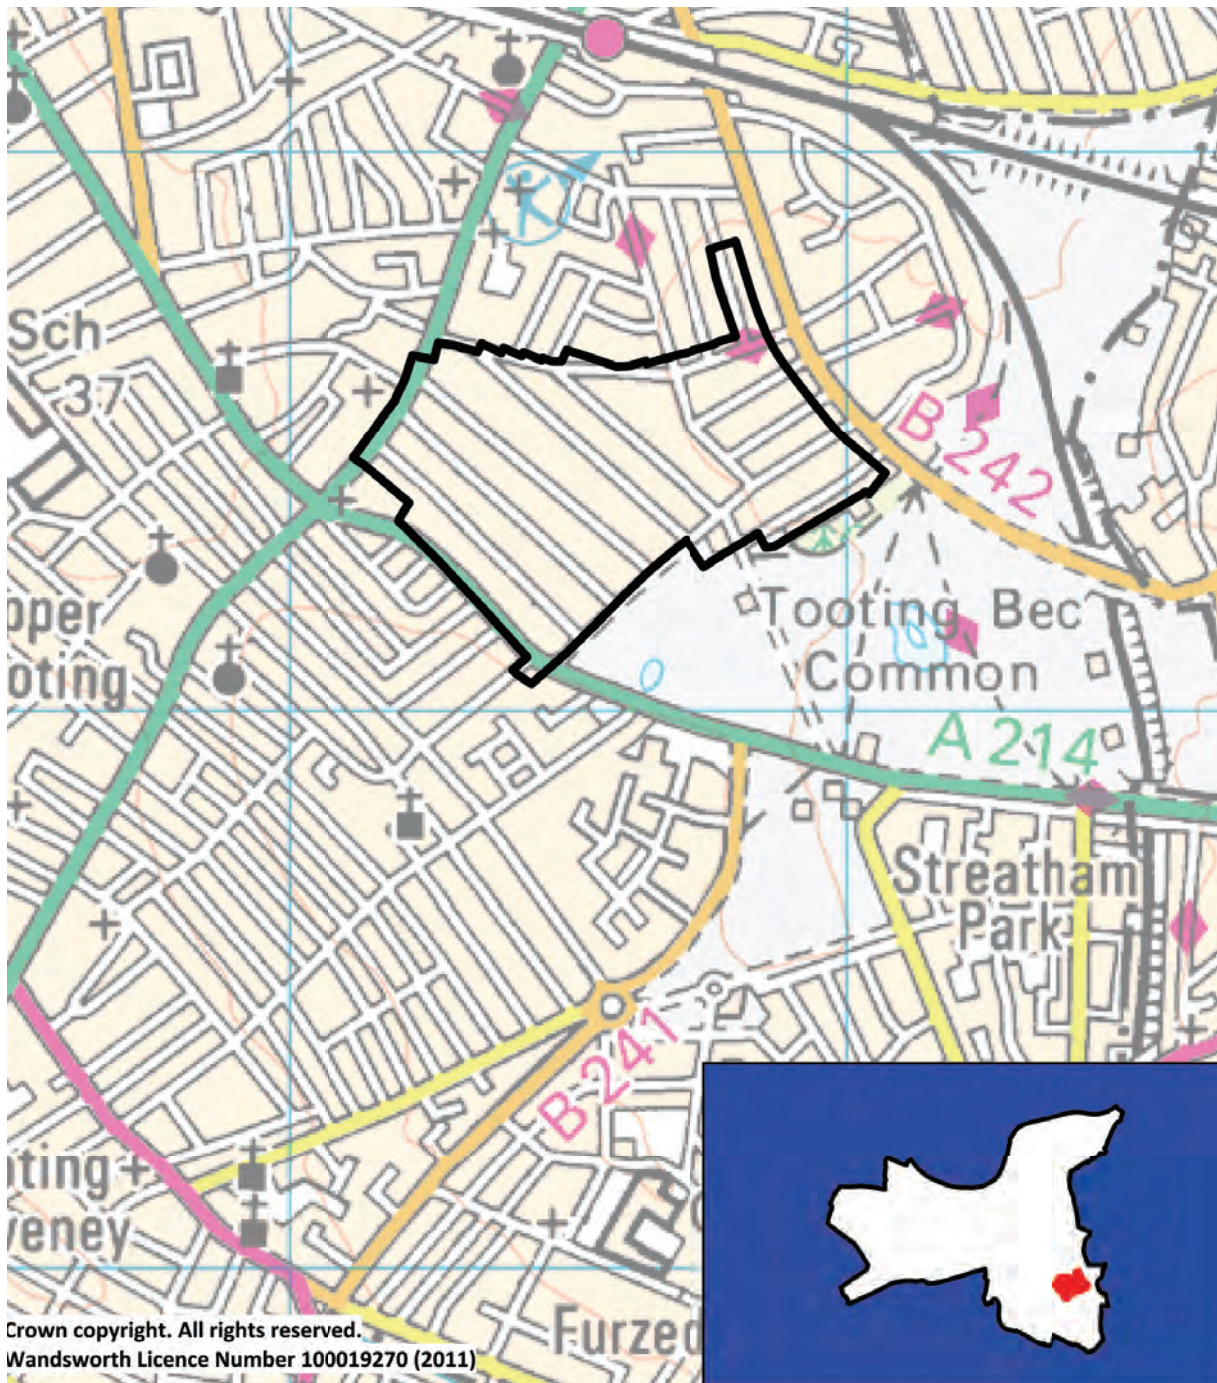 Sch
37
B 242
pper
oting
Tooting Bec
Common
A 214
Streatham
Park
B 241
ting
veney
Furzed
Crown copyright. All rights reserved.
Wandsworth Licence Number 100019270 (2011)